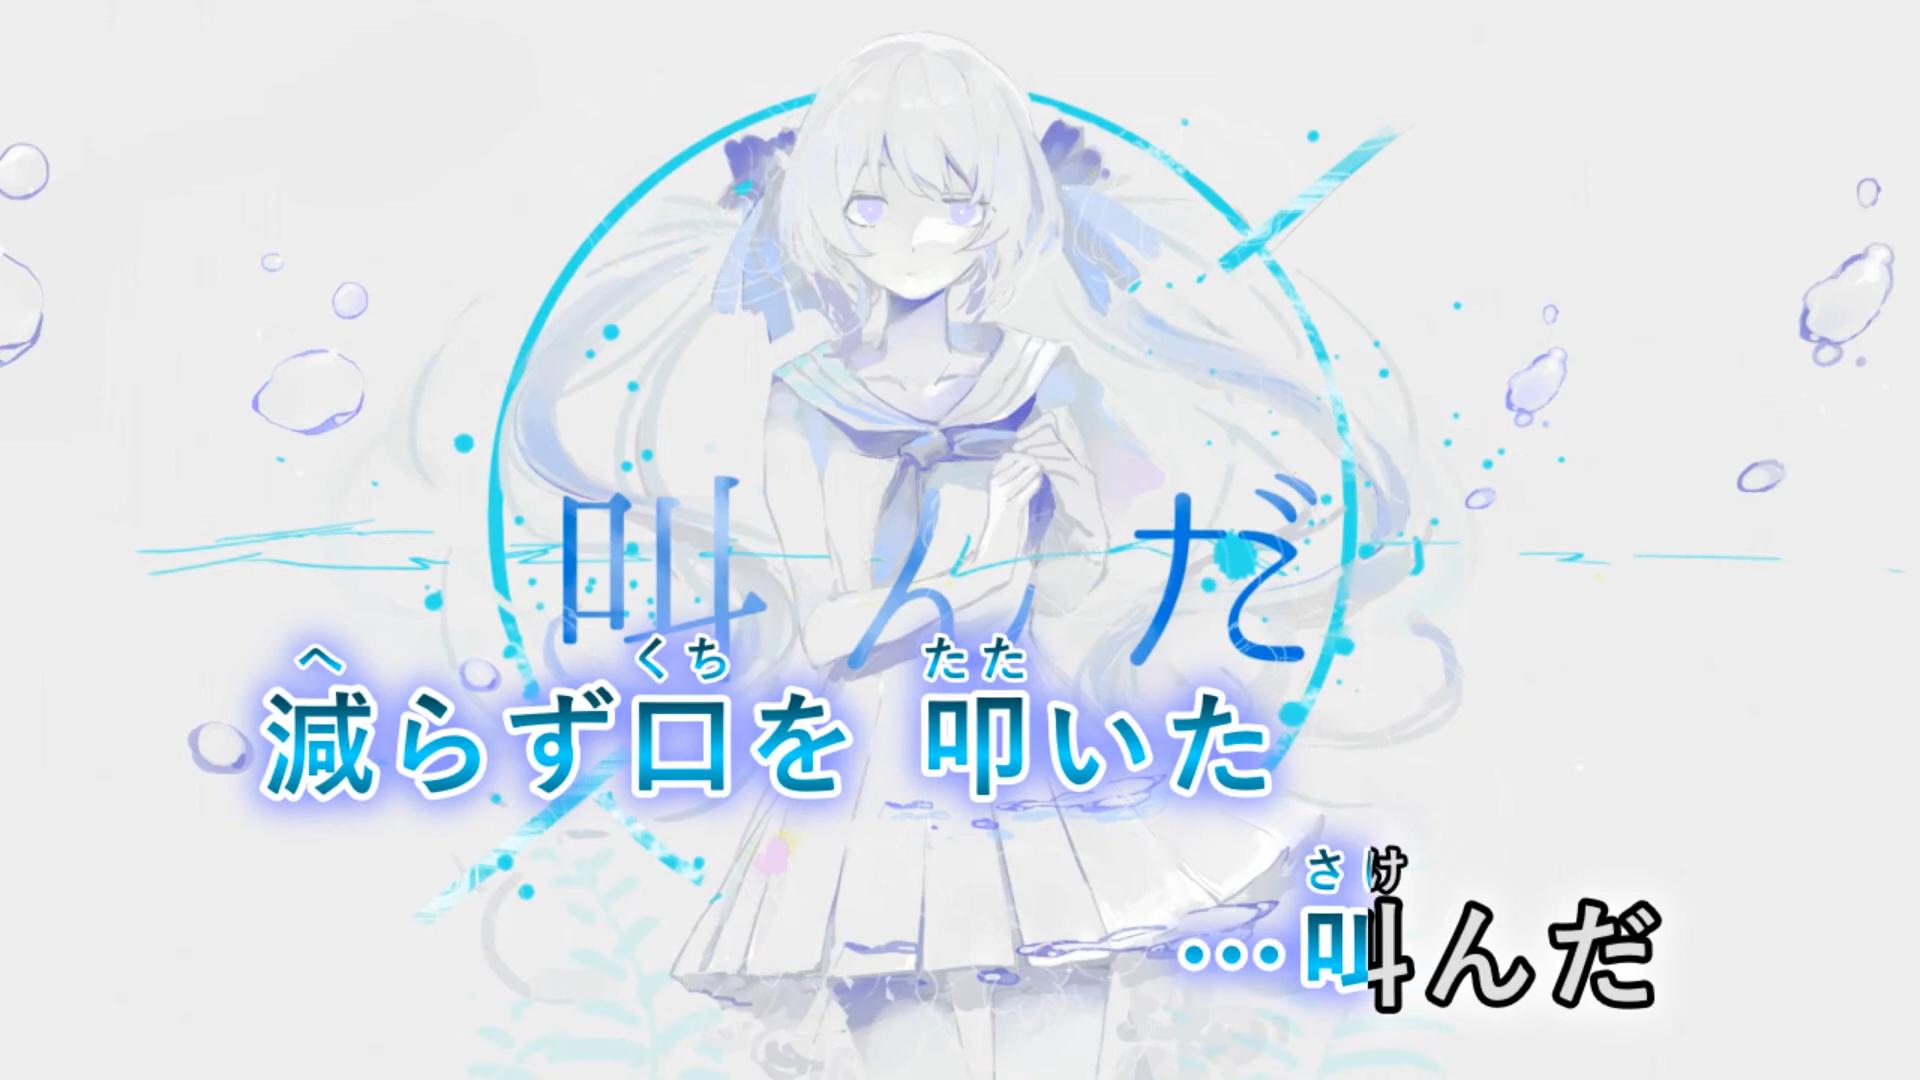 叫んだ
へ くち たた
減らず口を 叩いた
さけ
…叫んだ